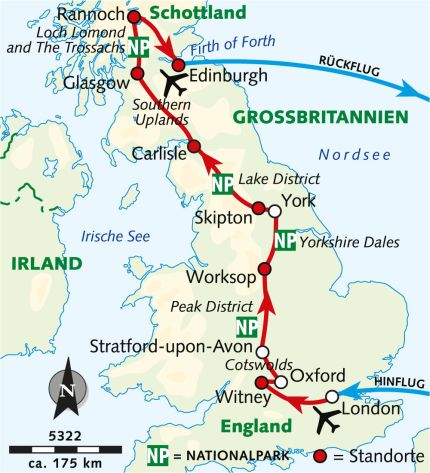 Rannoch
Schottland
Loch Lomond
and The Trossachs
NP
Firth of Forth
RÜCKFLUG
Glasgow
Edinburgh
Southern
Uplands
GROSSBRITANNIEN
Carlisle
Nordsee
NP
Lake District
Skipton
York
Irische See
NP
Yorkshire Dales
IRLAND
Worksop
Peak District
NP
Stratford-upon-Avon
Cotswolds
Oxford
HINFLUG
Witney
London
N
England
5322
ca. 175 km
NP = NATIONALPARK
= Standorte